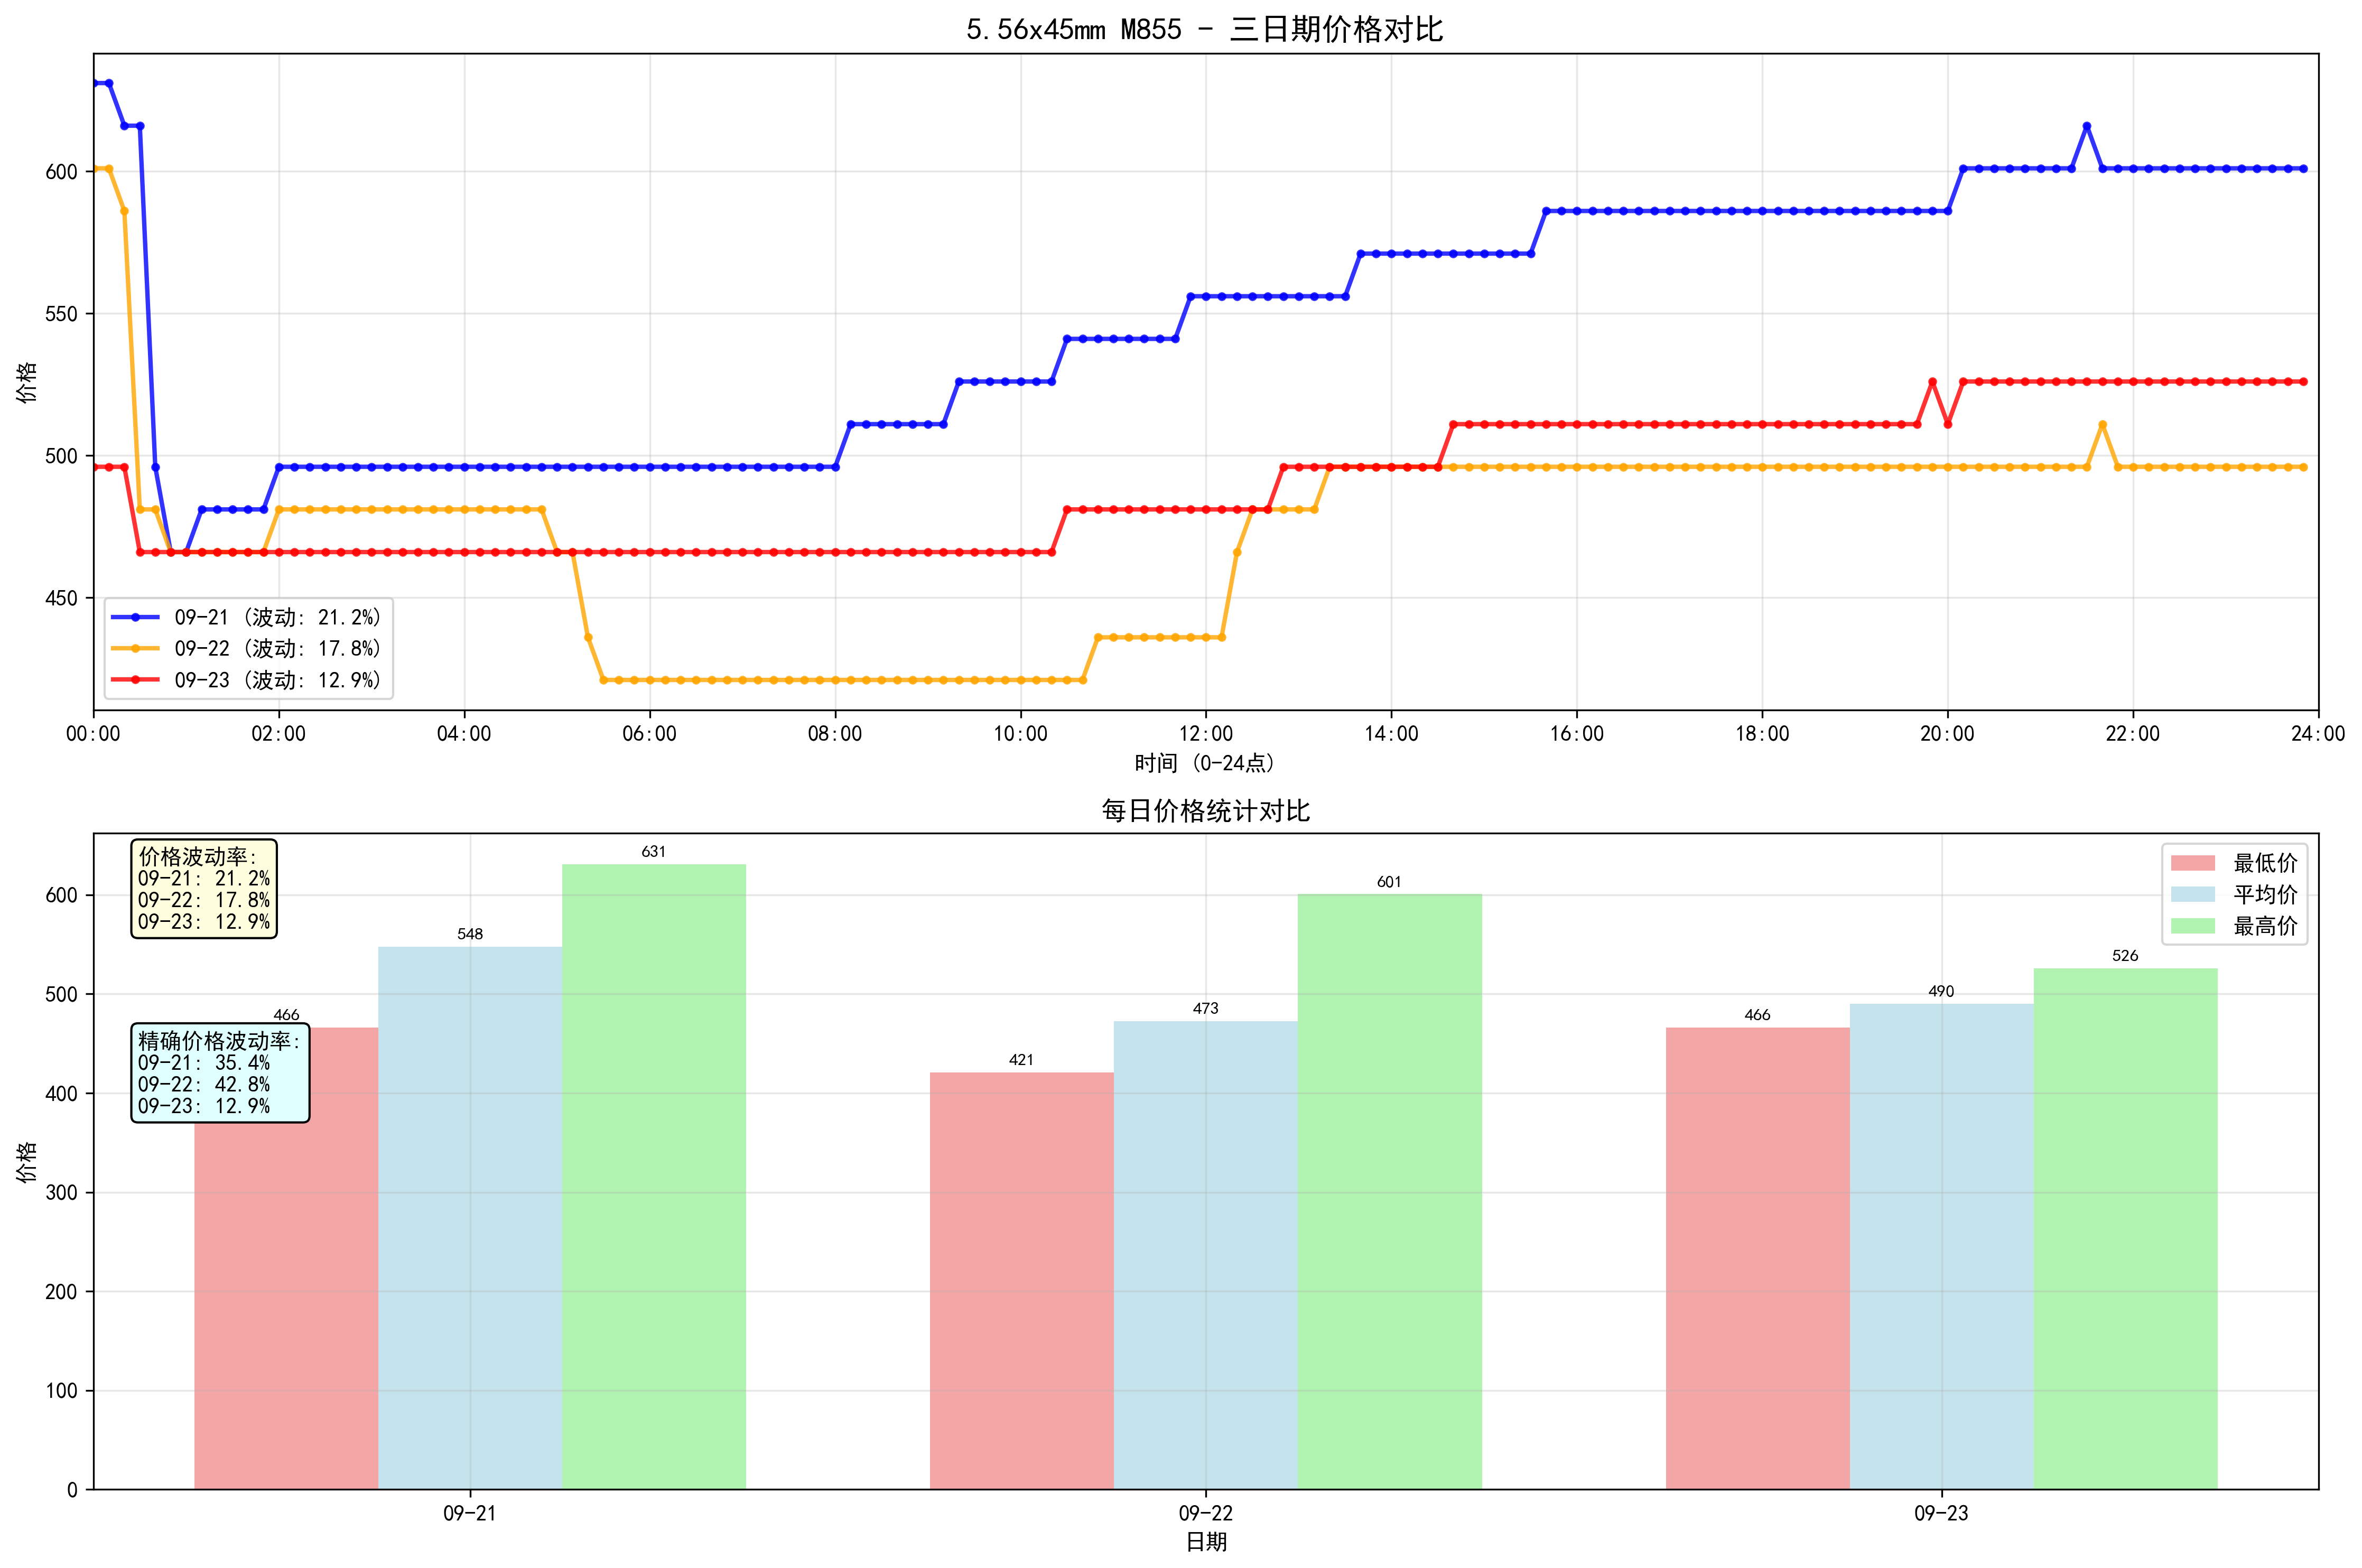 5.56x45mm M855 - 三日期价格对比
价格
600
550
500
450
09-21 (波动: 21.2%)
09-22 (波动: 17.8%)
09-23 (波动: 12.9%)
00:00 02:00 04:00 06:00 08:00 10:00 12:00 14:00 16:00 18:00 20:00 22:00 24:00
时间 (0-24点)
每日价格统计对比
价格
600
500
400
300
200
100
0
价格波动率:
09-21: 21.2%
09-22: 17.8%
09-23: 12.9%
精确价格波动率:
09-21: 35.4%
09-22: 42.8%
09-23: 12.9%
466
548
631
421
473
601
466
490
526
最低价
平均价
最高价
09-21 09-22 09-23
日期